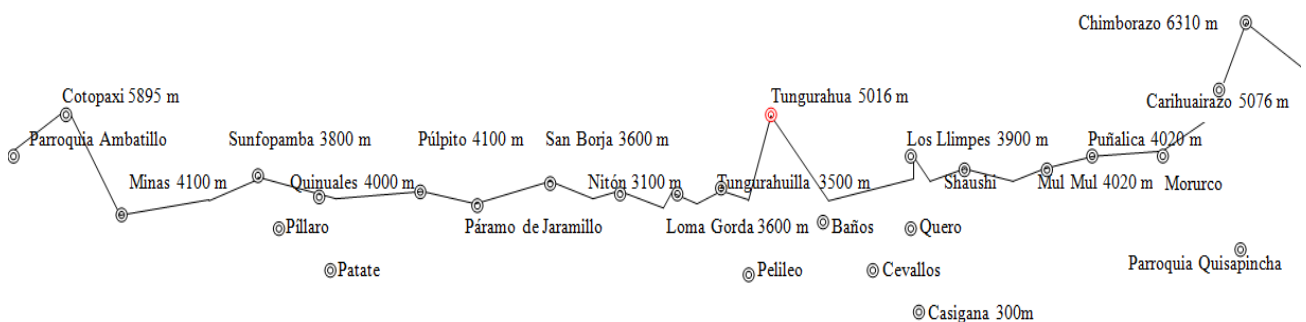 Chimborazo 6310 m
Cotopaxi 5895 m
Tungurahua 5016 m
Carihuairazo 5076 m
Parroquia Ambatillo
Sunfopamba 3800 m
Púlpito 4100 m
San Borja 3600 m
Los Llimpes 3900 m
Puñalica 4020 m
Minas 4100 m
Quinuales 4000 m
Nitón 3100 m
Tungurahuilla 3500 m
Shaushi
Mul Mul 4020 m
Morurco
Píllaro
Páramo de Jaramillo
Loma Gorda 3600 m
Baños
Quero
Patate
Pelileo
Cevallos
Parroquia Quisapincha
Casigana 300m